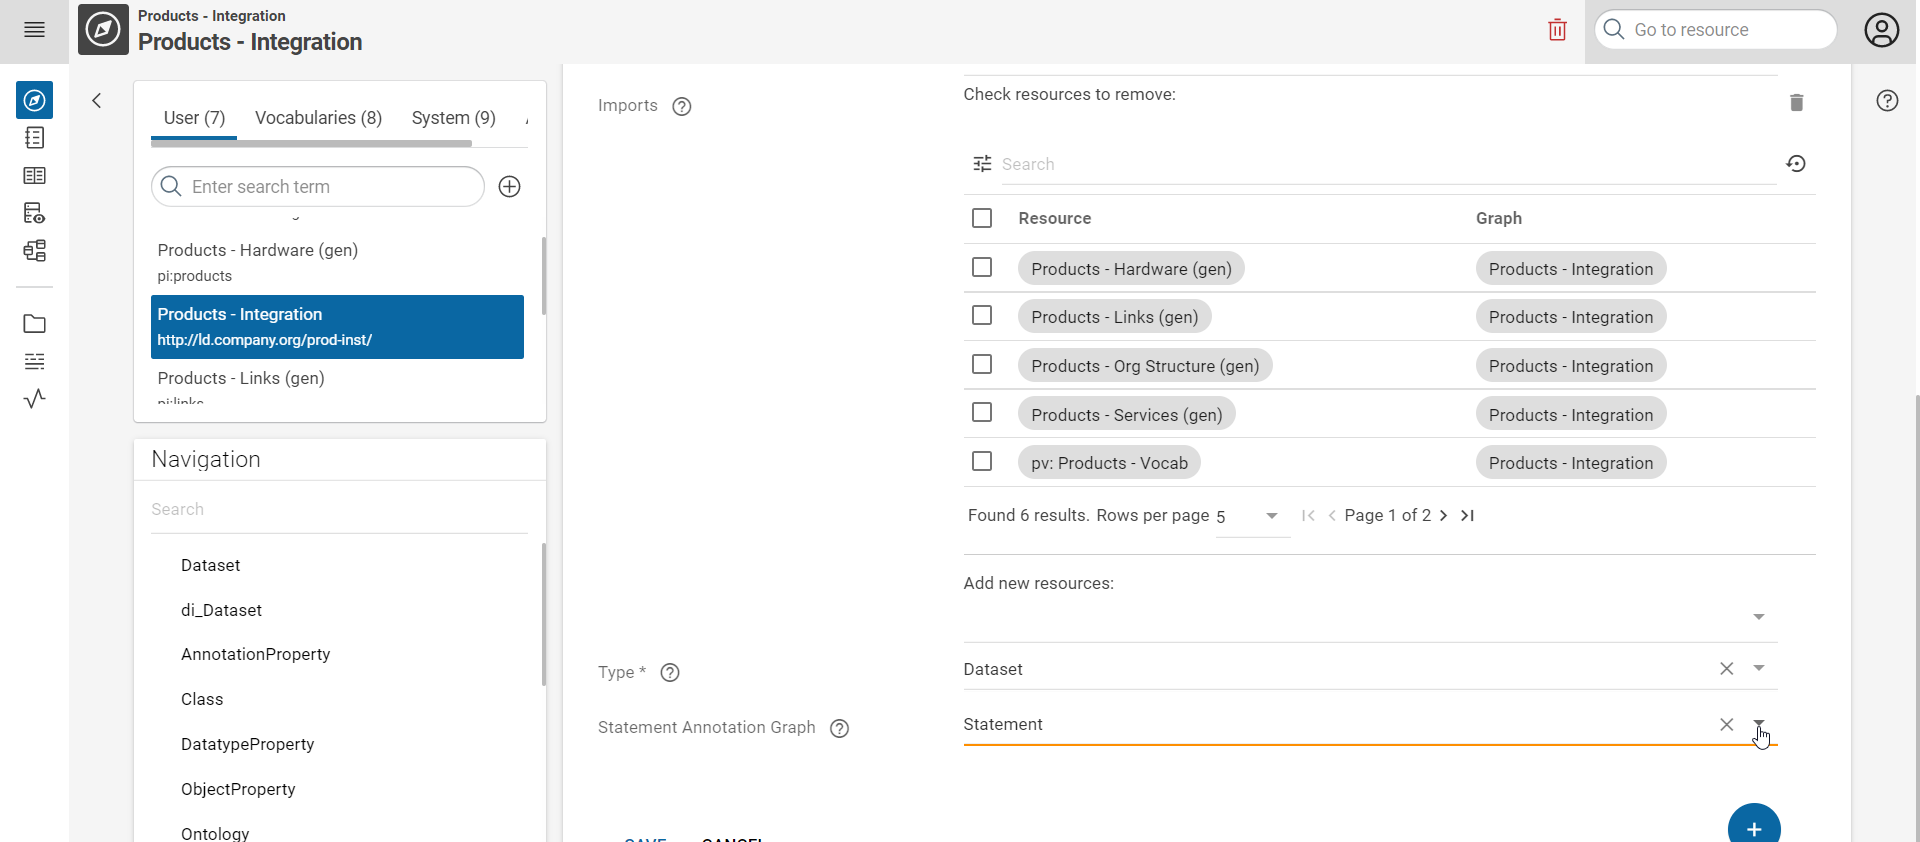 Products - Integration
Products - Integration
Go to resource
User (7) Vocabularies (8) System (9)
Enter search term
Products - Hardware (gen)
pi:products
Products - Integration
http://ld.company.org/prod-inst/
Products - Links (gen)
pi:links
Navigation
Search
Dataset
di_Dataset
AnnotationProperty
Class
DatatypeProperty
ObjectProperty
Ontology
Imports
Check resources to remove:
Search
Resource Graph
Products - Hardware (gen) Products - Integration
Products - Links (gen) Products - Integration
Products - Org Structure (gen) Products - Integration
Products - Services (gen) Products - Integration
pv: Products - Vocab Products - Integration
Found 6 results. Rows per page 5 Page 1 of 2
Add new resources:
Type * Dataset
Statement Annotation Graph Statement
SAVE CANCEL